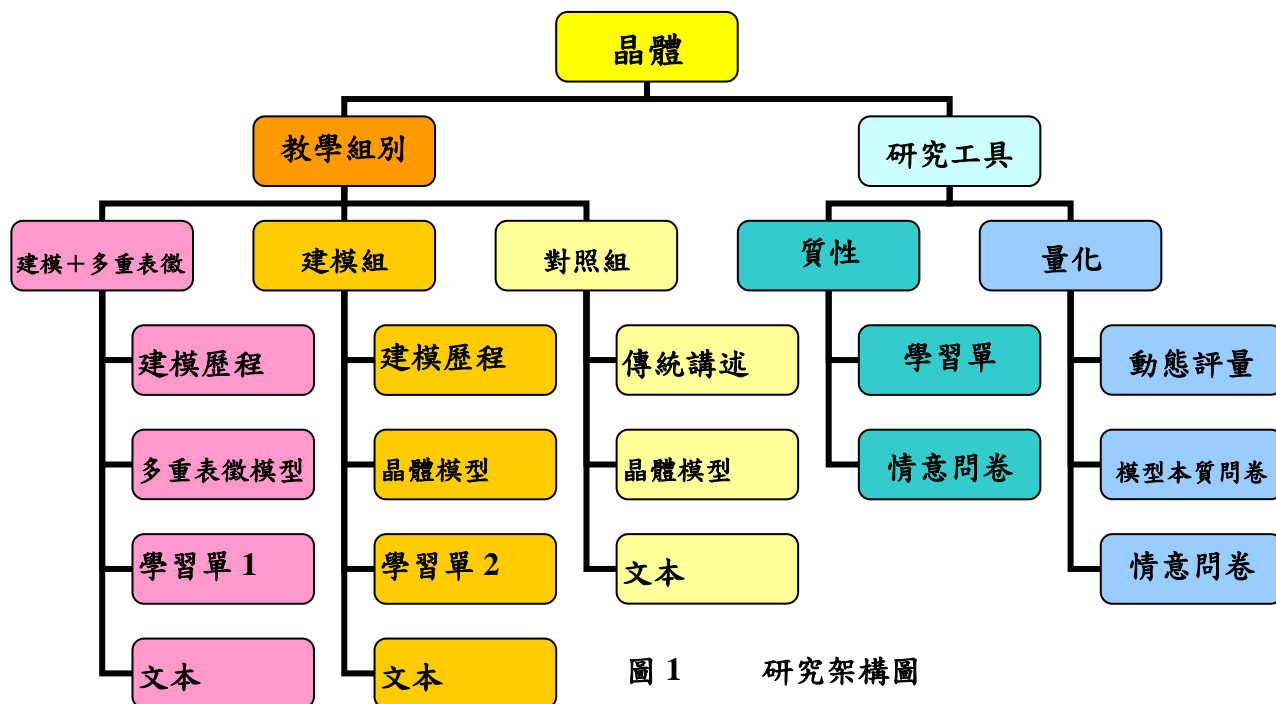 晶體
教學組別
研究工具
建模＋多重表徵
建模組
對照組
質性
量化
建模歷程
建模歷程
傳統講述
學習單
動態評量
多重表徵模型
晶體模型
晶體模型
情意問卷
模型本質問卷
學習單 1
學習單 2
文本
情意問卷
文本
文本
圖 1 研究架構圖